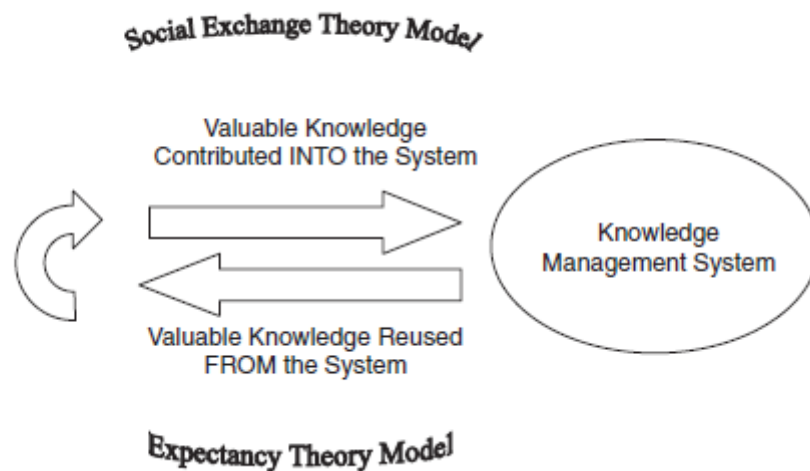 Social Exchange Theory Model
Valuable Knowledge
Contributed INTO the System
Knowledge
Management System
Valuable Knowledge Reused
FROM the System
Expectancy Theory Model